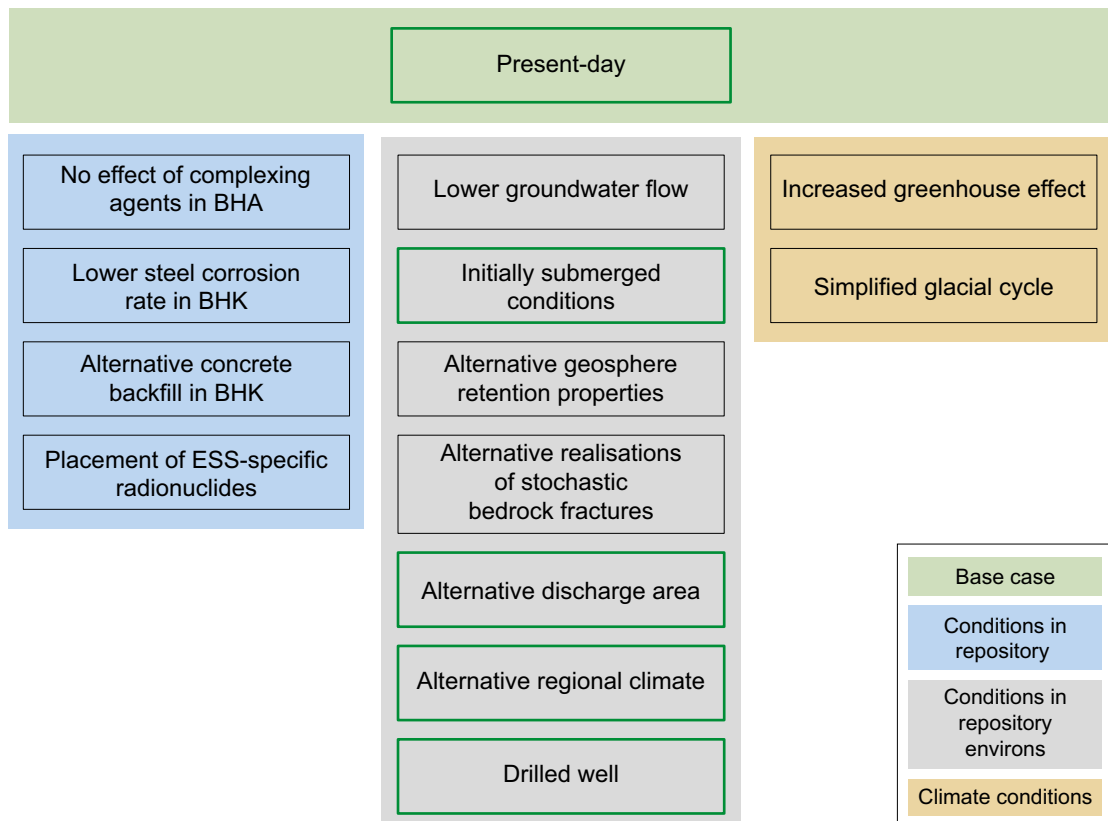 Present-day
No effect of complexing
agents in BHA
Lower steel corrosion
rate in BHK
Alternative concrete
backfill in BHK
Placement of ESS-specific
radionuclides
Lower groundwater flow
Initially submerged
conditions
Alternative geosphere
retention properties
Alternative realisations
of stochastic
bedrock fractures
Alternative discharge area
Alternative regional climate
Drilled well
Increased greenhouse effect
Simplified glacial cycle
Base case
Conditions in
repository
Conditions in
repository
environs
Climate conditions